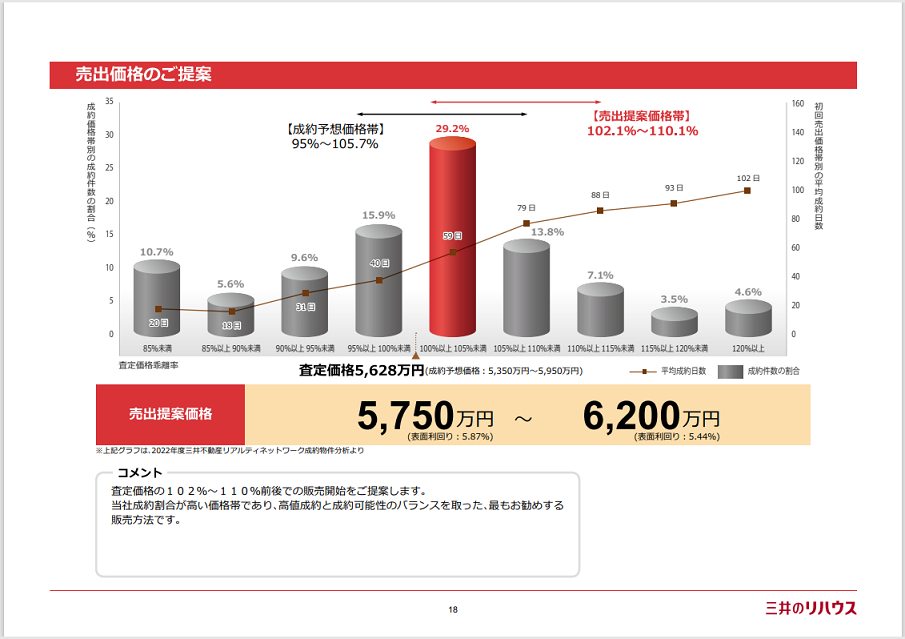 売出価格のご提案
成約価格帯別の成約件数の割合(%)
初回売出価格帯別の平均成約日数
35
30
25
20
15
10
5
0
160
140
120
100
80
60
40
20
0
【成約予想価格帯】
95%～105.7%
【売出提案価格帯】
102.1%～110.1%
10.7%
5.6%
9.6%
15.9%
29.2%
13.8%
7.1%
3.5%
4.6%
20日
18日
31日
40日
59日
79日
88日
93日
102日
85%未満
85%以上 90%未満
90%以上 95%未満
95%以上 100%未満
100%以上 105%未満
105%以上 110%未満
110%以上 115%未満
115%以上 120%未満
120%以上
査定価格乖離率
査定価格5,628万円(成約予想価格：5,350万円～5,950万円)
平均成約日数
成約件数の割合
売出提案価格
5,750万円 ～ 6,200万円
(表面利回り：5.87%)
(表面利回り：5.44%)
※上記グラフは、2022年度三井不動産リアルティネットワーク成約物件分析より
コメント
査定価格の１０２％～１１０％前後での販売開始をご提案します。
当社成約割合が高い価格帯であり、高値成約と成約可能性のバランスを取った、最もお勧めする
販売方法です。
18
三井のリハウス